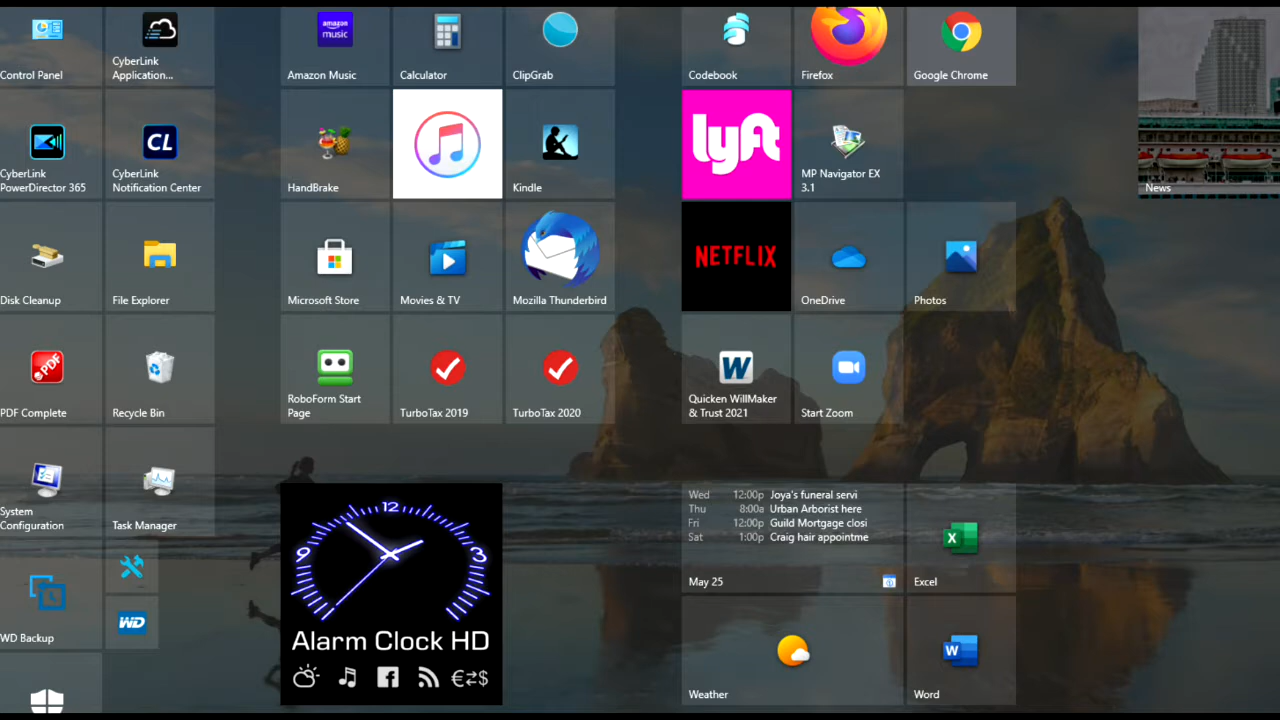 Control Panel
CyberLink
Application...
amazon
music
Amazon Music
Calculator
ClipGrab
Codebook
Firefox
Google Chrome
CyberLink
PowerDirector 365
CL
CyberLink
Notification Center
HandBrake
Kindle
lyft
MP Navigator EX
3.1
News
Disk Cleanup
File Explorer
Microsoft Store
Movies & TV
Mozilla Thunderbird
NETFLIX
OneDrive
Photos
PDF
PDF Complete
Recycle Bin
RoboForm Start
Page
TurboTax 2019
TurboTax 2020
W
Quicken WillMaker
& Trust 2021
Start Zoom
System
Configuration
Task Manager
WD Backup
WD
12
9
3
Alarm Clock HD
€⇄$
Wed 12:00p Joya's funeral servi
Thu 8:00a Urban Arborist here
Fri 12:00p Guild Mortgage closi
Sat 1:00p Craig hair appointme
May 25
X
Excel
Weather
W
Word